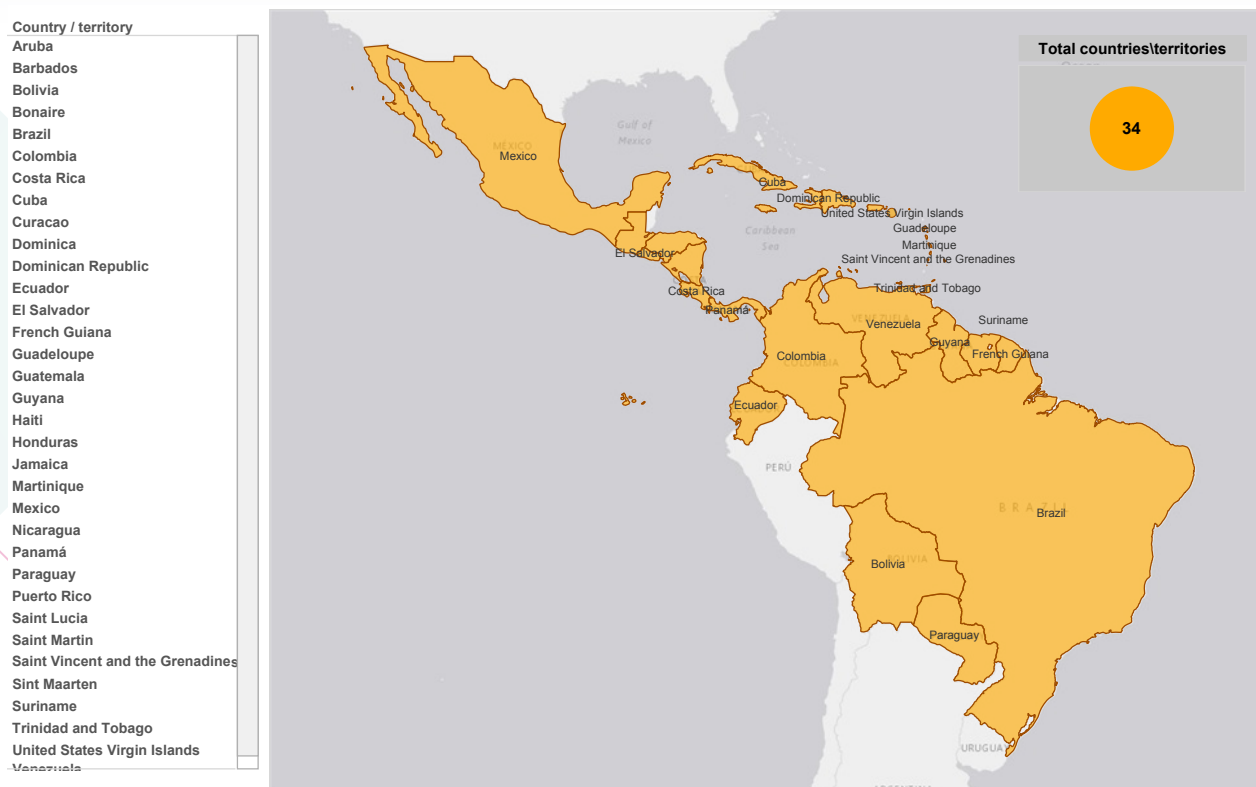 Country / territory
Aruba
Barbados
Bolivia
Bonaire
Brazil
Colombia
Costa Rica
Cuba
Curacao
Dominica
Dominican Republic
Ecuador
El Salvador
French Guiana
Guadeloupe
Guatemala
Guyana
Haiti
Honduras
Jamaica
Martinique
Mexico
Nicaragua
Panamá
Paraguay
Puerto Rico
Saint Lucia
Saint Martin
Saint Vincent and the Grenadines
Sint Maarten
Suriname
Trinidad and Tobago
United States Virgin Islands
Venezuela
Total countries\territories
34
Gulf of
Mexico
MÉXICO
Mexico
Cuba
Dominican Republic
United States Virgin Islands
Guadeloupe
Caribbean
Sea
Martinique
El Salvador
Saint Vincent and the Grenadines
Costa Rica
Trinidad and Tobago
Panamá
VENEZUELA
Venezuela
Suriname
Guyana
French Guiana
Colombia
COLOMBIA
Ecuador
PERÚ
BRAZIL
Brazil
BOLIVIA
Bolivia
Paraguay
URUGUAY